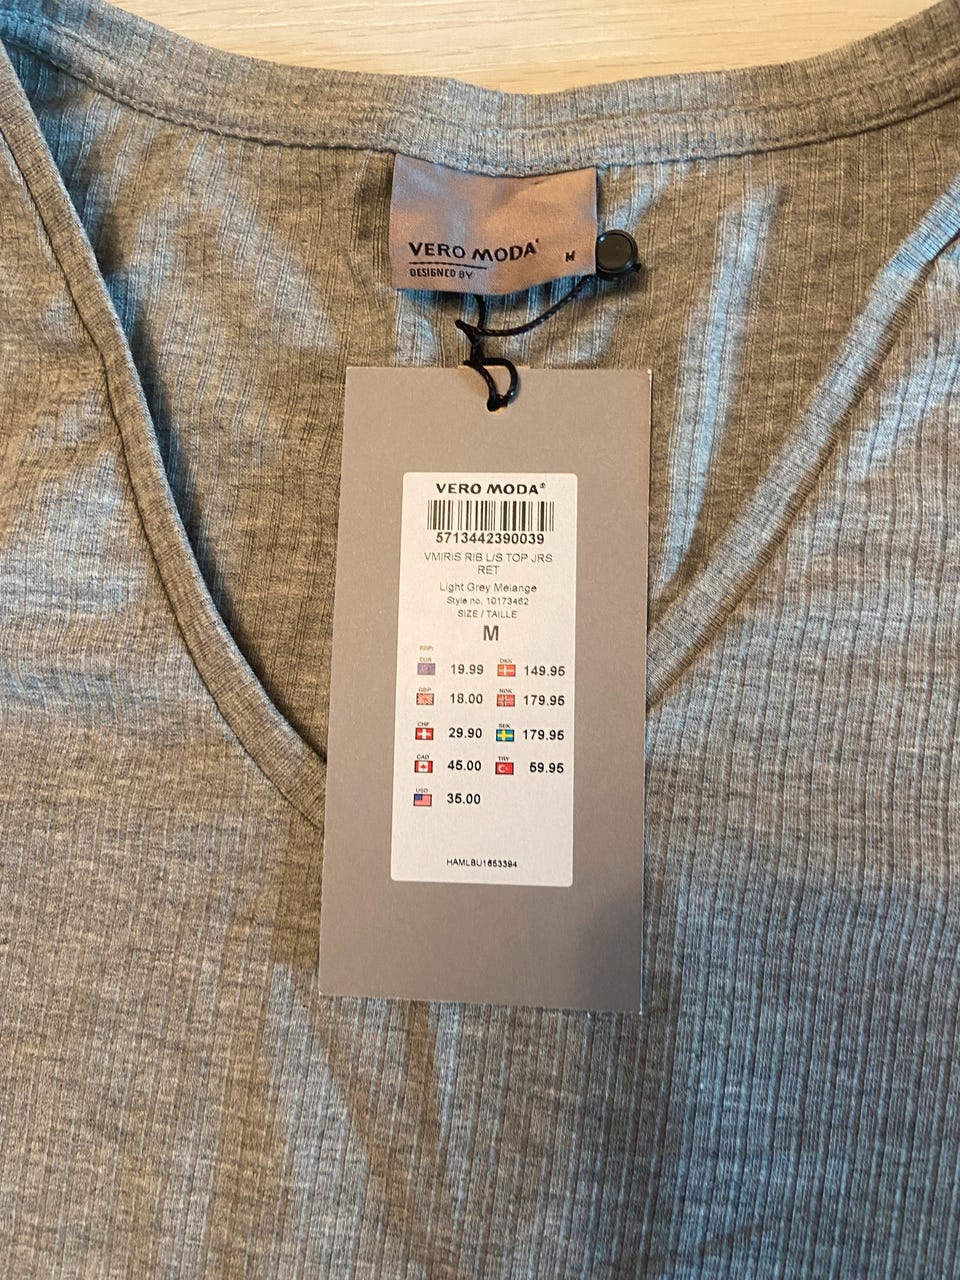 VERO MODA
M
DESIGNED BY
VERO MODA®
5713442390039
VMIRIS RIB L/S TOP JRS
RET
Light Grey Melange
Style no. 10173462
SIZE / TAILLE
M
RRP:
EUR 19.99 DKK 149.95
GBP 18.00 NOK 179.95
CHF 29.90 SEK 179.95
CAD 45.00 TRY 59.95
USD 35.00
HAMLBU1653394